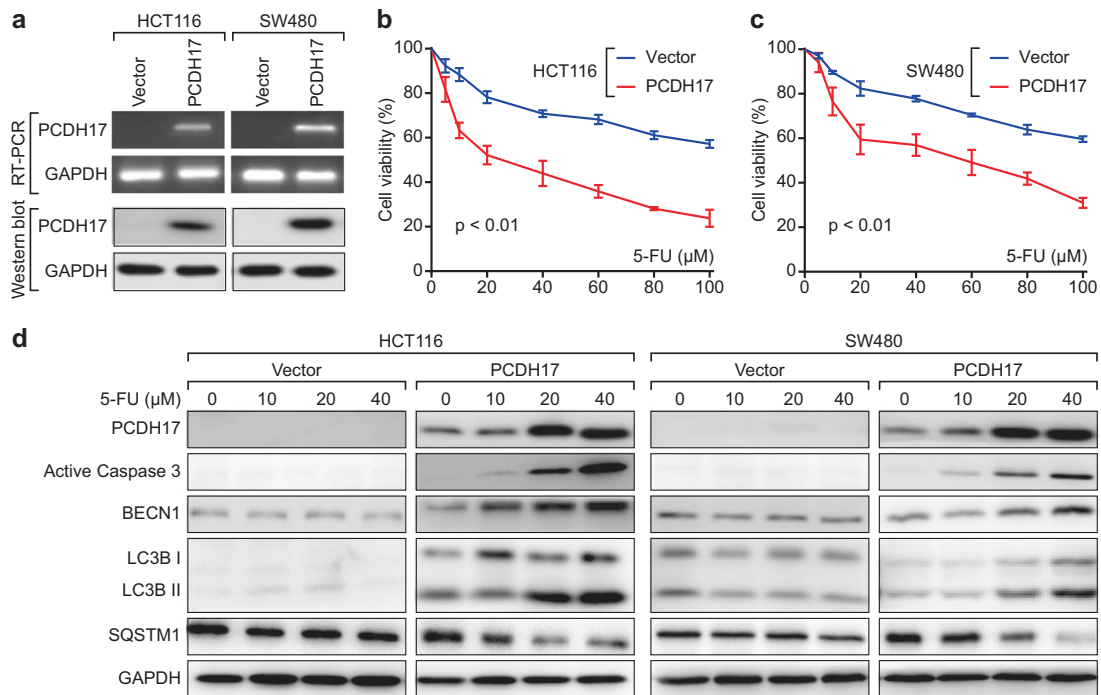 a
HCT116 SW480
Vector PCDH17 Vector PCDH17
RT-PCR
PCDH17
GAPDH
Western blot
PCDH17
GAPDH
b
Cell viability (%)
100
80
60
40
20
0
HCT116
Vector
PCDH17
p < 0.01
5-FU (µM)
0 20 40 60 80 100
c
Cell viability (%)
100
80
60
40
20
0
SW480
Vector
PCDH17
p < 0.01
5-FU (µM)
0 20 40 60 80 100
d
HCT116 SW480
Vector PCDH17 Vector PCDH17
5-FU (µM) 0 10 20 40 0 10 20 40 0 10 20 40 0 10 20 40
PCDH17
Active Caspase 3
BECN1
LC3B I
LC3B II
SQSTM1
GAPDH